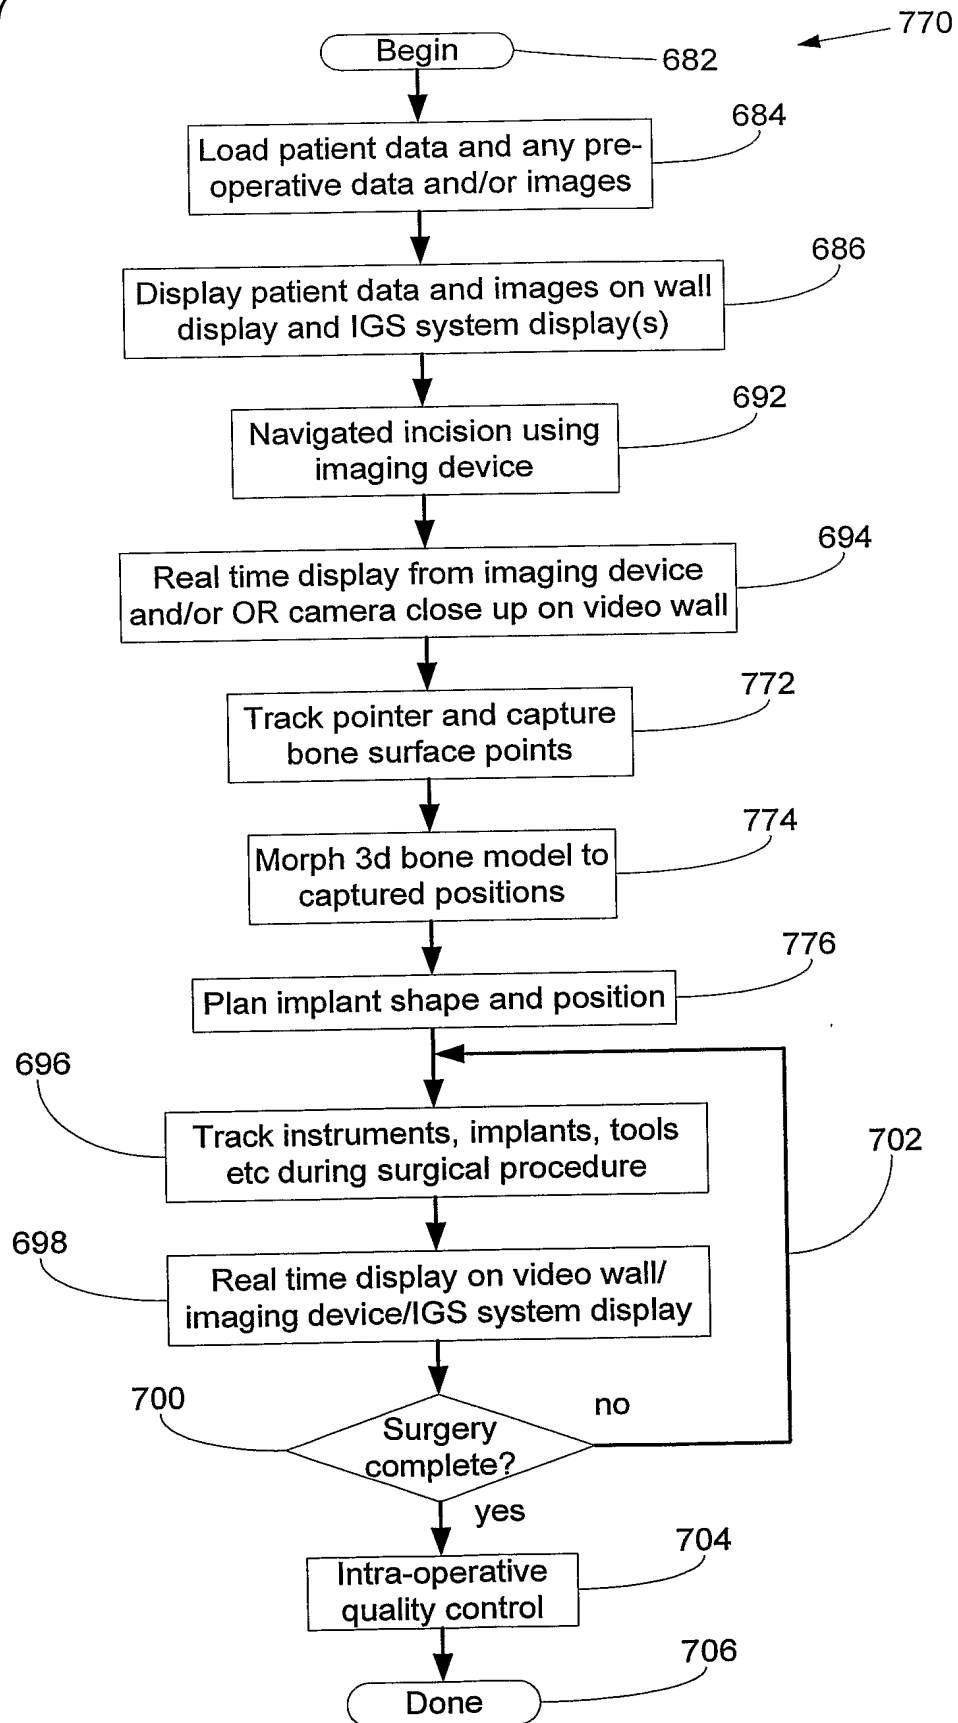 770
Begin
682
684
Load patient data and any pre-
operative data and/or images
686
Display patient data and images on wall
display and IGS system display(s)
692
Navigated incision using
imaging device
694
Real time display from imaging device
and/or OR camera close up on video wall
772
Track pointer and capture
bone surface points
774
Morph 3d bone model to
captured positions
776
Plan implant shape and position
696
Track instruments, implants, tools
etc during surgical procedure
702
698
Real time display on video wall/
imaging device/IGS system display
700
no
Surgery
complete?
yes
704
Intra-operative
quality control
706
Done